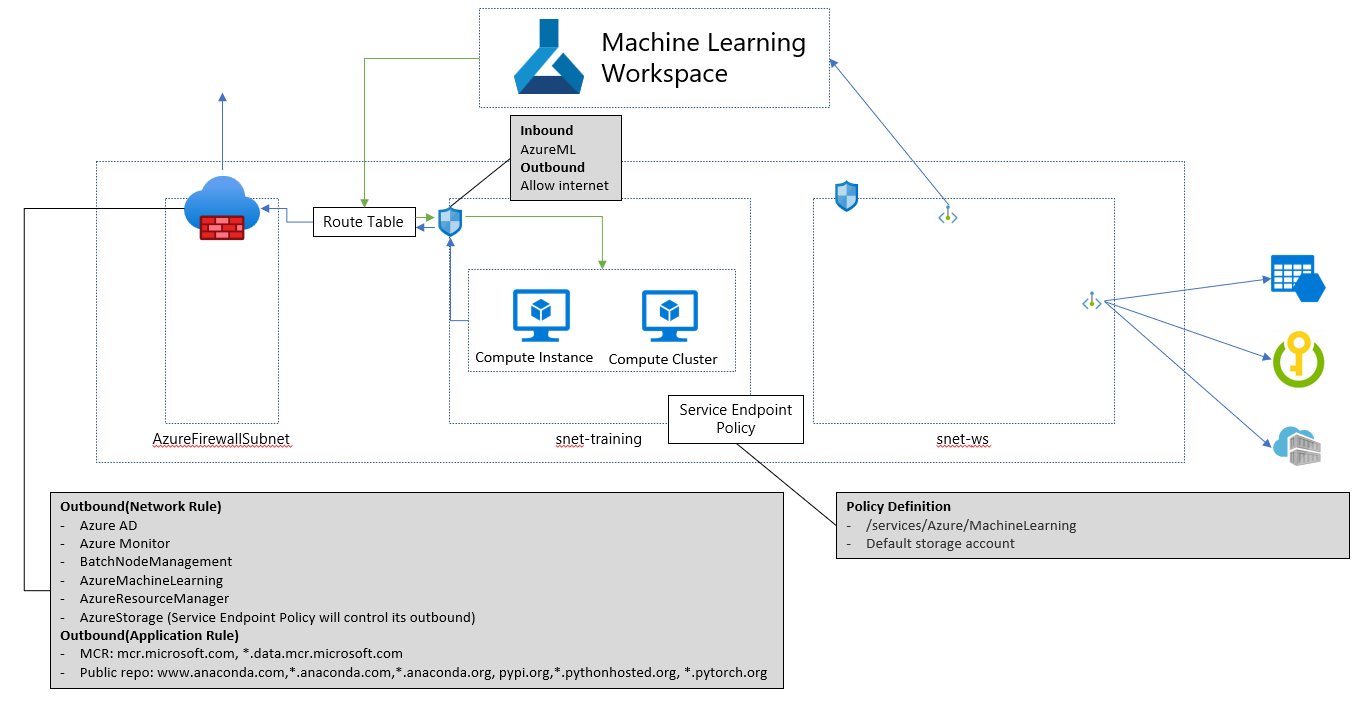 Machine Learning
Workspace
Inbound
AzureML
Outbound
Allow internet
Route Table
Compute Instance
Compute Cluster
Service Endpoint
Policy
AzureFirewallSubnet
snet-training
snet-ws
Outbound(Network Rule)
- Azure AD
- Azure Monitor
- BatchNodeManagement
- AzureMachineLearning
- AzureResourceManager
- AzureStorage (Service Endpoint Policy will control its outbound)
Outbound(Application Rule)
- MCR: mcr.microsoft.com, *.data.mcr.microsoft.com
- Public repo: www.anaconda.com,*.anaconda.com,*.anaconda.org, pypi.org,*.pythonhosted.org, *.pytorch.org
Policy Definition
- /services/Azure/MachineLearning
- Default storage account